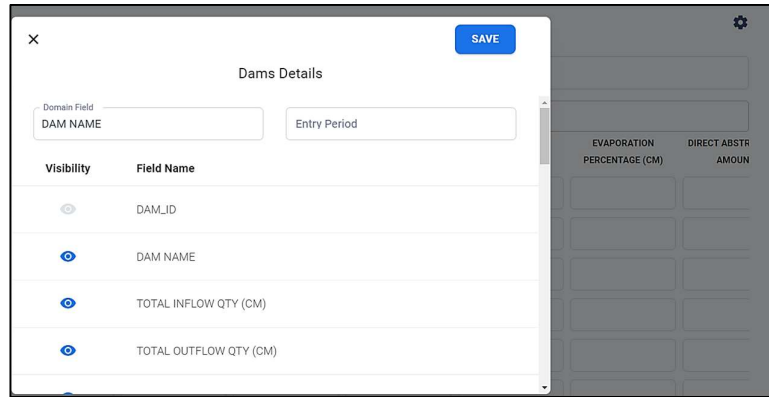 SAVE
Dams Details
Domain Field
DAM NAME
Entry Period
Visibility Field Name
DAM_ID
DAM NAME
TOTAL INFLOW QTY (CM)
TOTAL OUTFLOW QTY (CM)
EVAPORATION
PERCENTAGE (CM)
DIRECT ABSTR
AMOUN